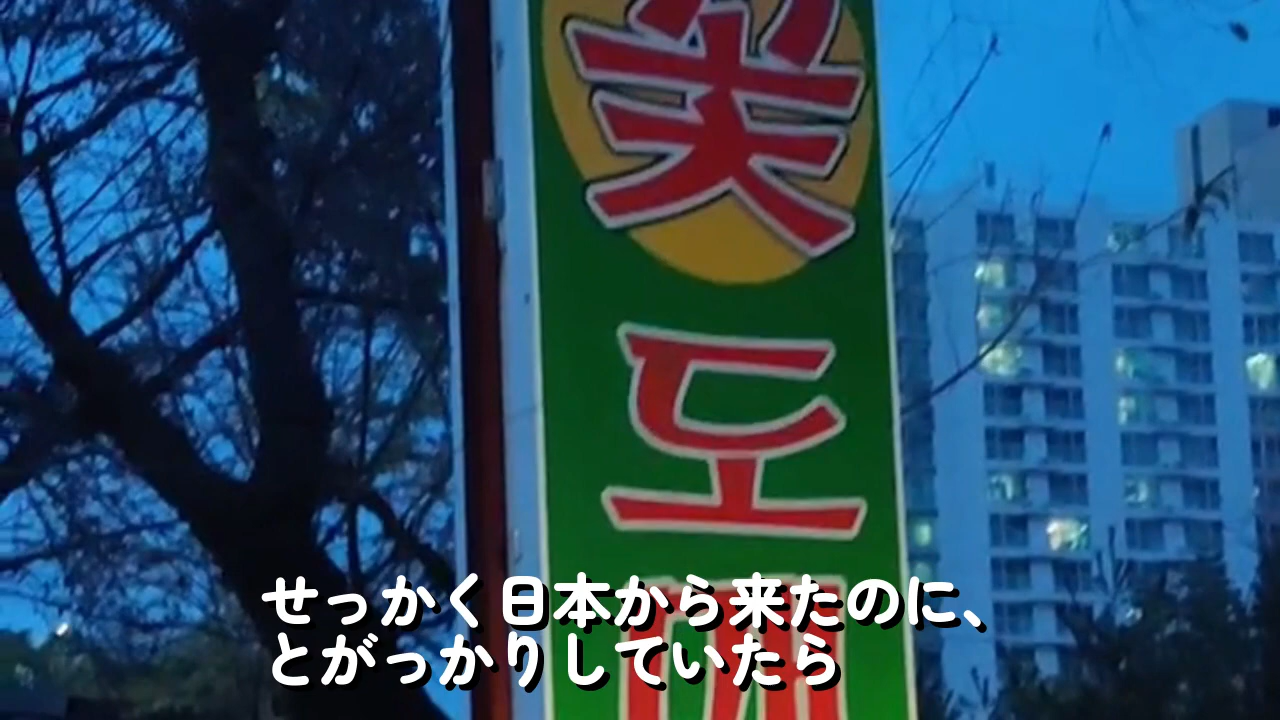 笑
도
せっかく日本から来たのに、
とがっかりしていたら